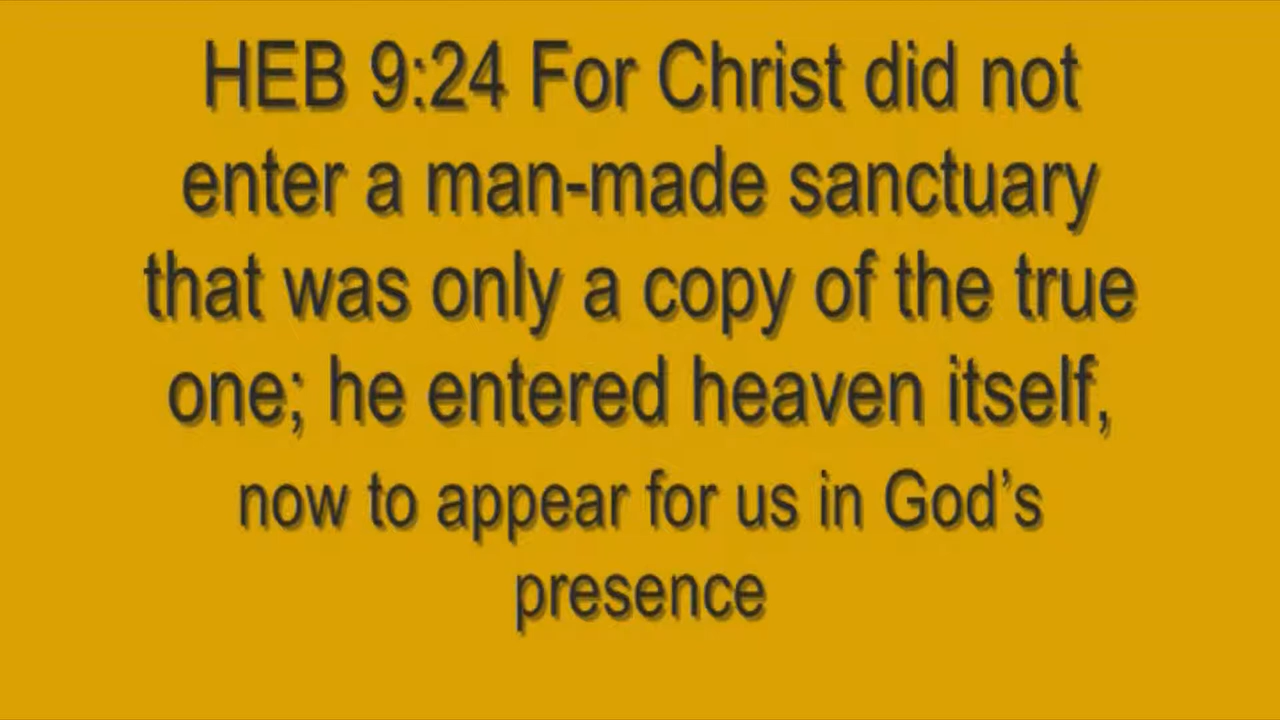 HEB 9:24 For Christ did not
enter a man-made sanctuary
that was only a copy of the true
one; he entered heaven itself,
now to appear for us in God’s
presence